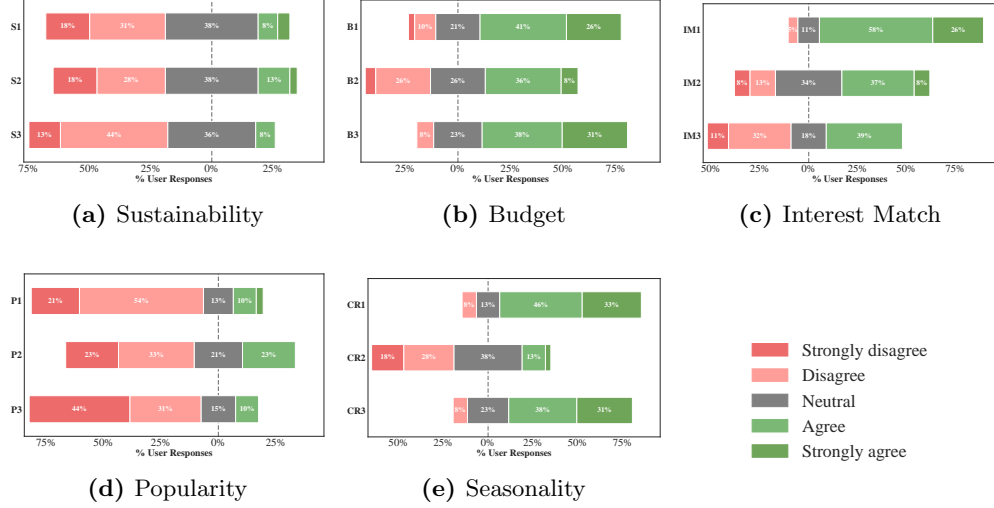 S1 18% 31% 38% 8%
S2 18% 28% 38% 13%
S3 13% 44% 36% 8%
75% 50% 25% 0% 25%
% User Responses
(a) Sustainability
B1 10% 21% 41% 26%
B2 26% 26% 36% 8%
B3 8% 23% 38% 31%
25% 0% 25% 50% 75%
% User Responses
(b) Budget
IM1 5% 11% 58% 26%
IM2 8% 13% 34% 37% 8%
IM3 11% 32% 18% 39%
50% 25% 0% 25% 50% 75%
% User Responses
(c) Interest Match
P1 21% 54% 13% 10%
P2 23% 33% 21% 23%
P3 44% 31% 15% 10%
75% 50% 25% 0% 25%
% User Responses
(d) Popularity
CR1 8% 13% 46% 33%
CR2 18% 28% 38% 13%
CR3 8% 23% 38% 31%
50% 25% 0% 25% 50% 75%
% User Responses
(e) Seasonality
Strongly disagree
Disagree
Neutral
Agree
Strongly agree